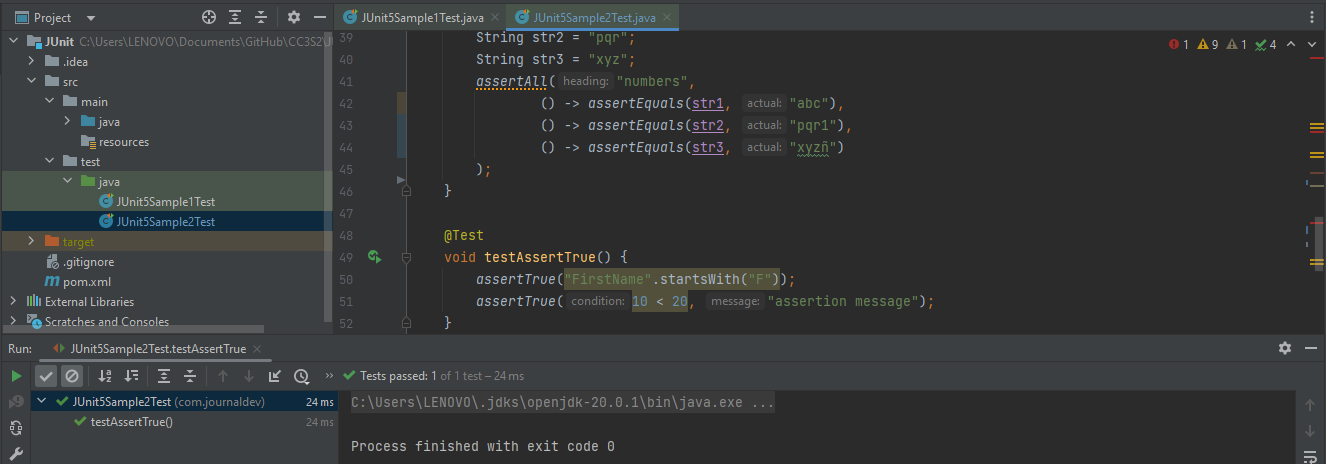 Project
JUnit5Sample1Test.java
JUnit5Sample2Test.java
JUnit C:\Users\LENOVO\Documents\GitHub\CC3S2\
.idea
src
main
java
resources
test
java
JUnit5Sample1Test
JUnit5Sample2Test
target
.gitignore
pom.xml
External Libraries
Scratches and Consoles
1 9 1 4
39 String str2 = "pqr";
40 String str3 = "xyz";
41 assertAll( heading: "numbers",
42 () -> assertEquals(str1, actual: "abc"),
43 () -> assertEquals(str2, actual: "pqr1"),
44 () -> assertEquals(str3, actual: "xyzñ")
45 );
46 }
47
48 @Test
49 void testAssertTrue() {
50 assertTrue("FirstName".startsWith("F"));
51 assertTrue( condition: 10 < 20, message: "assertion message");
52 }
Run: JUnit5Sample2Test.testAssertTrue
Tests passed: 1 of 1 test – 24 ms
JUnit5Sample2Test (com.journaldev) 24 ms
testAssertTrue() 24 ms
C:\Users\LENOVO\.jdks\openjdk-20.0.1\bin\java.exe ...
Process finished with exit code 0